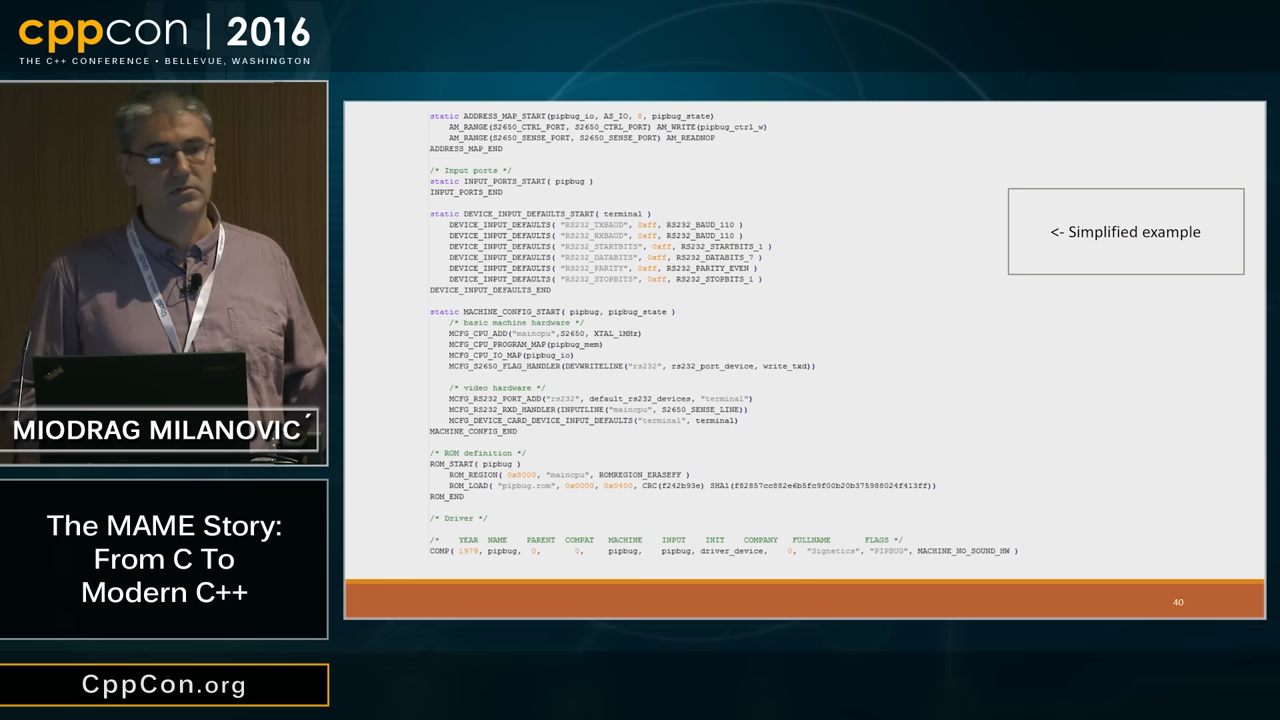 cppcon | 2016
THE C++ CONFERENCE • BELLEVUE, WASHINGTON
static ADDRESS_MAP_START(pipbug_io, AS_IO, 8, pipbug_state)
AM_RANGE(S2650_CTRL_PORT, S2650_CTRL_PORT) AM_WRITE(pipbug_ctrl_w)
AM_RANGE(S2650_SENSE_PORT, S2650_SENSE_PORT) AM_READNOP
ADDRESS_MAP_END
/* Input ports */
static INPUT_PORTS_START( pipbug )
INPUT_PORTS_END
static DEVICE_INPUT_DEFAULTS_START( terminal )
DEVICE_INPUT_DEFAULTS( "RS232_TXBAUD", 0xff, RS232_BAUD_110 )
DEVICE_INPUT_DEFAULTS( "RS232_RXBAUD", 0xff, RS232_BAUD_110 )
DEVICE_INPUT_DEFAULTS( "RS232_STARTBITS", 0xff, RS232_STARTBITS_1 )
DEVICE_INPUT_DEFAULTS( "RS232_DATABITS", 0xff, RS232_DATABITS_7 )
DEVICE_INPUT_DEFAULTS( "RS232_PARITY", 0xff, RS232_PARITY_EVEN )
DEVICE_INPUT_DEFAULTS( "RS232_STOPBITS", 0xff, RS232_STOPBITS_1 )
DEVICE_INPUT_DEFAULTS_END
static MACHINE_CONFIG_START( pipbug, pipbug_state )
/* basic machine hardware */
MCFG_CPU_ADD("maincpu",S2650, XTAL_1MHz)
MCFG_CPU_PROGRAM_MAP(pipbug_mem)
MCFG_CPU_IO_MAP(pipbug_io)
MCFG_S2650_FLAG_HANDLER(DEVWRITELINE("rs232", rs232_port_device, write_txd))
/* video hardware */
MCFG_RS232_PORT_ADD("rs232", default_rs232_devices, "terminal")
MCFG_RS232_RXD_HANDLER(INPUTLINE("maincpu", S2650_SENSE_LINE))
MCFG_DEVICE_CARD_DEVICE_INPUT_DEFAULTS("terminal", terminal)
MACHINE_CONFIG_END
/* ROM definition */
ROM_START( pipbug )
ROM_REGION( 0x8000, "maincpu", ROMREGION_ERASEFF )
ROM_LOAD( "pipbug.rom", 0x0000, 0x0400, CRC(f242b93e) SHA1(f82857cc882e6b5fc9f00b20b375988024f413ff))
ROM_END
/* Driver */
/* YEAR NAME PARENT COMPAT MACHINE INPUT INIT COMPANY FULLNAME FLAGS */
COMP( 1979, pipbug, 0, 0, pipbug, pipbug, driver_device, 0, "Signetics", "PIPBUG", MACHINE_NO_SOUND_HW )
<- Simplified example
40
MIODRAG MILANOVIC´
The MAME Story:
From C To
Modern C++
CppCon.org